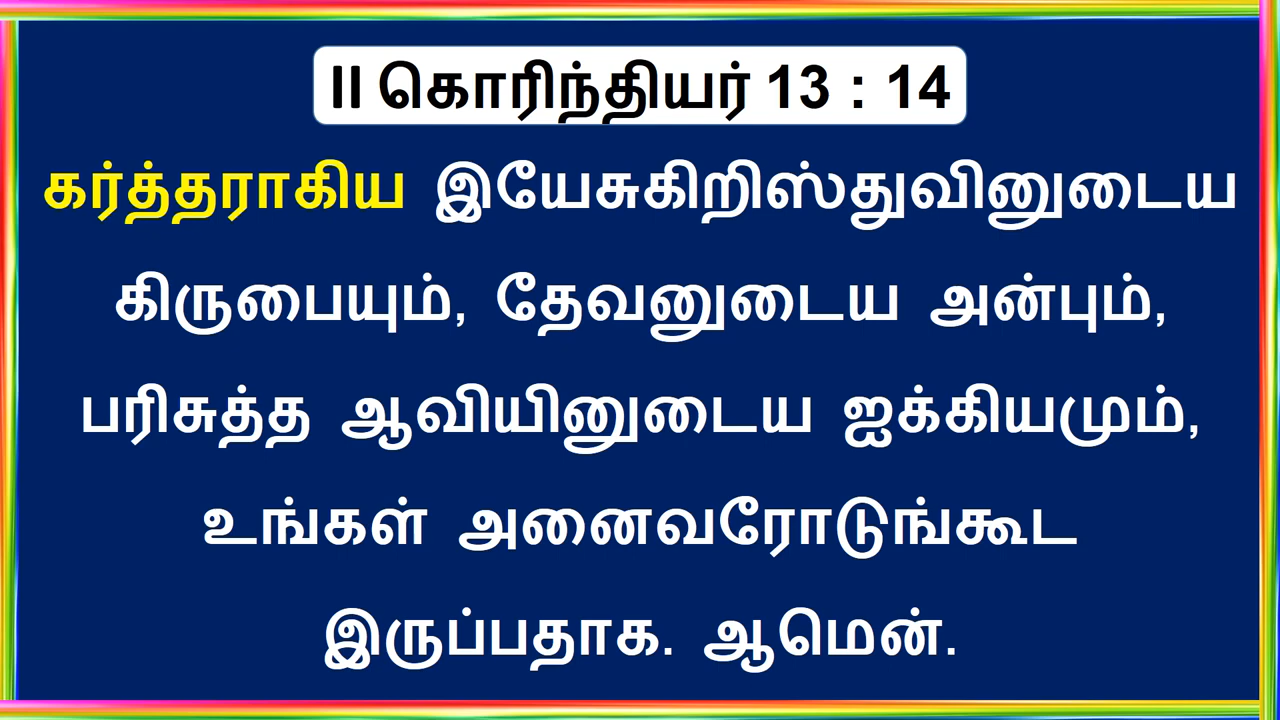 II கொரிந்தியர் 13 : 14
கர்த்தராகிய இயேசுகிறிஸ்துவினுடைய
கிருபையும், தேவனுடைய அன்பும்,
பரிசுத்த ஆவியினுடைய ஐக்கியமும்,
உங்கள் அனைவரோடுங்கூட
இருப்பதாக. ஆமென்.